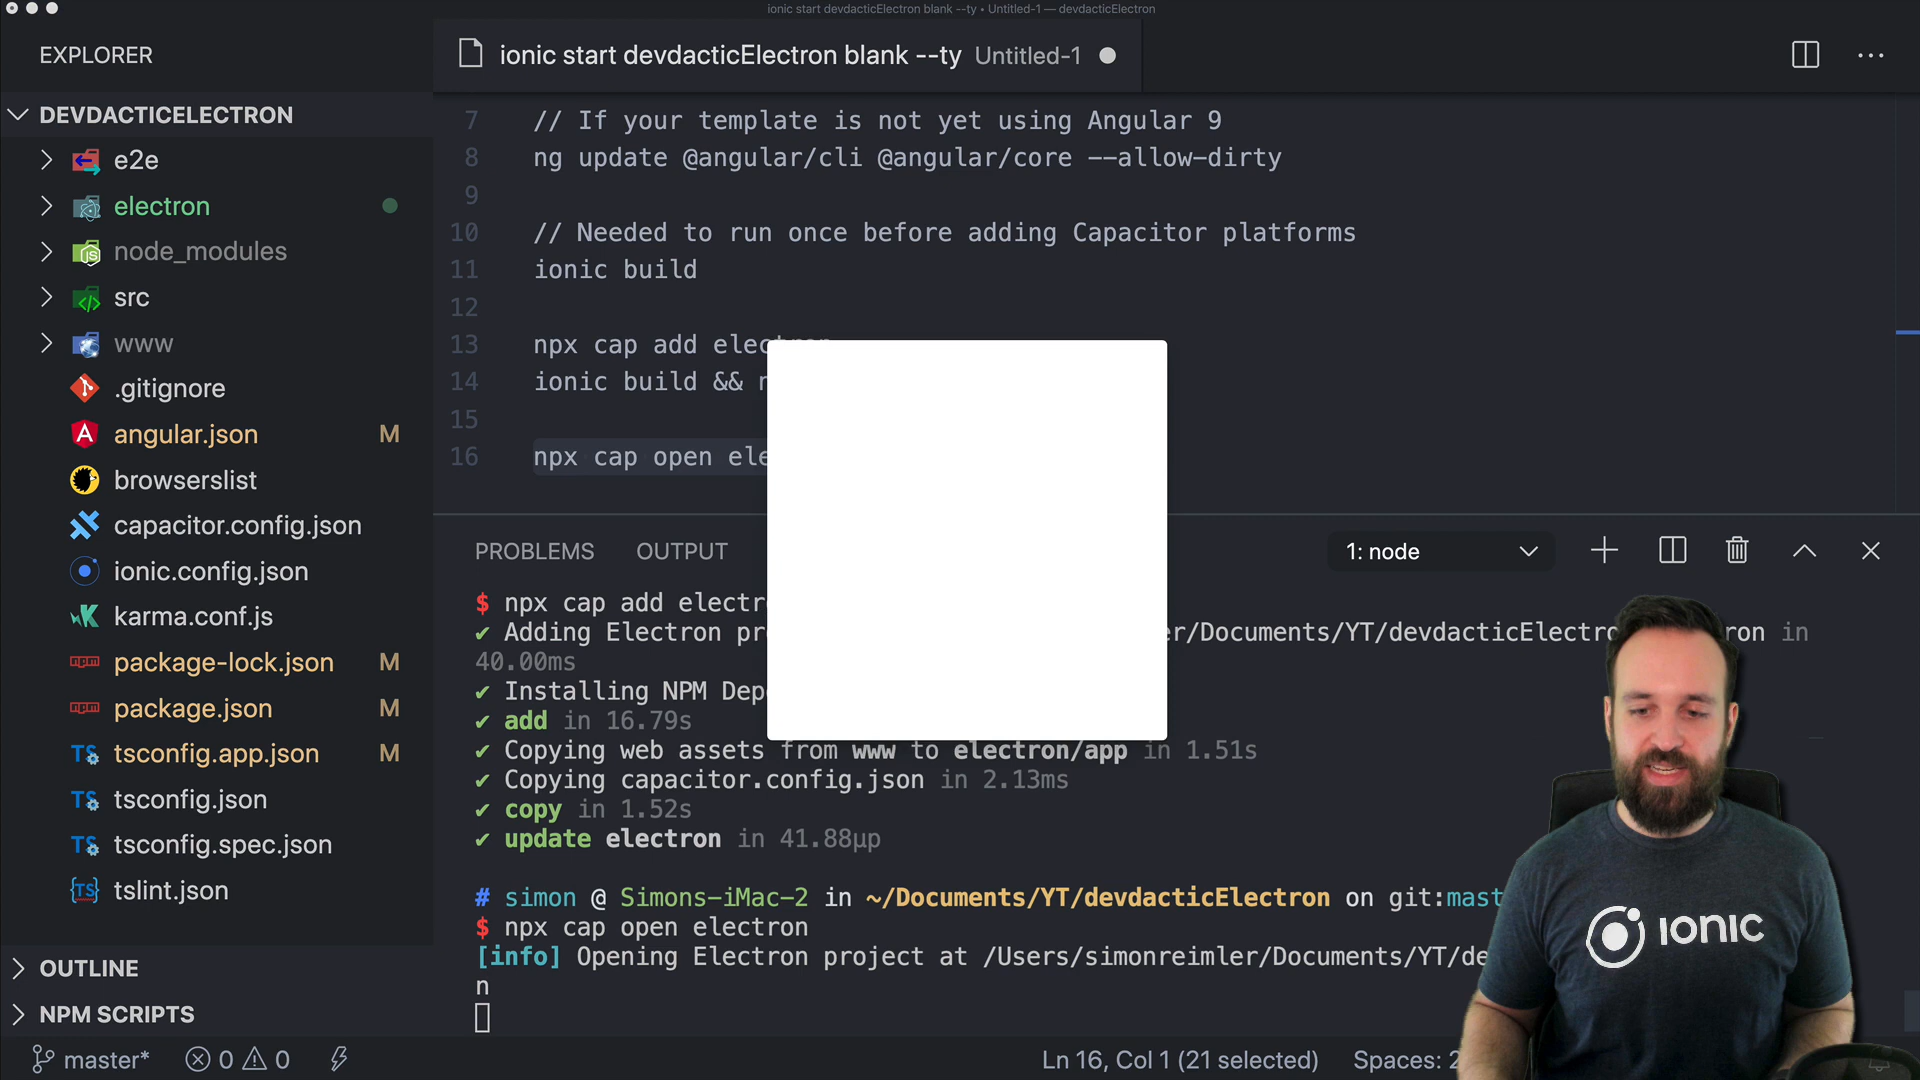 ionic start devdacticElectron blank --ty • Untitled-1 — devdacticElectron
EXPLORER
ionic start devdacticElectron blank --ty Untitled-1
DEVDACTICELECTRON
e2e
electron
node_modules
src
www
.gitignore
angular.json M
browserslist
capacitor.config.json
ionic.config.json
karma.conf.js
package-lock.json M
package.json M
tsconfig.app.json M
tsconfig.json
tsconfig.spec.json
tslint.json
OUTLINE
NPM SCRIPTS
7 // If your template is not yet using Angular 9
8 ng update @angular/cli @angular/core --allow-dirty
9
10 // Needed to run once before adding Capacitor platforms
11 ionic build
12
13 npx cap add electron
14 ionic build &&
15
16 npx cap open ele
PROBLEMS OUTPUT 1: node
$ npx cap add electr
✔ Adding Electron pr er/Documents/YT/devdacticElectro ron in
40.00ms
✔ Installing NPM Dep
✔ add in 16.79s
✔ Copying web assets from www to electron/app in 1.51s
✔ Copying capacitor.config.json in 2.13ms
✔ copy in 1.52s
✔ update electron in 41.88μp
# simon @ Simons-iMac-2 in ~/Documents/YT/devdacticElectron on git:mast
$ npx cap open electron
[info] Opening Electron project at /Users/simonreimler/Documents/YT/de
n
IONIC
master* 0 0 Ln 16, Col 1 (21 selected) Spaces: 2